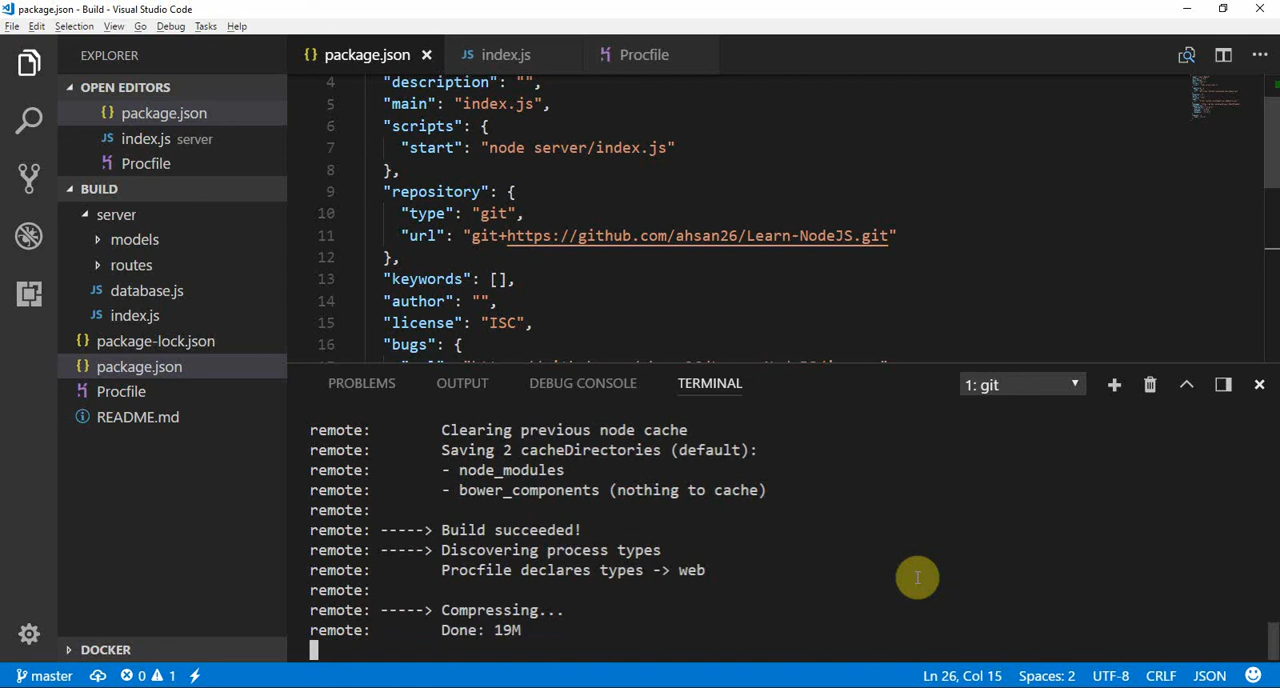 package.json - Build - Visual Studio Code
File Edit Selection View Go Debug Tasks Help
EXPLORER
OPEN EDITORS
{} package.json
JS index.js server
Procfile
BUILD
server
models
routes
JS database.js
JS index.js
{} package-lock.json
{} package.json
Procfile
README.md
DOCKER
{} package.json
JS index.js
Procfile
4 "description": "",
5 "main": "index.js",
6 "scripts": {
7 "start": "node server/index.js"
8 },
9 "repository": {
10 "type": "git",
11 "url": "git+https://github.com/ahsan26/Learn-NodeJS.git"
12 },
13 "keywords": [],
14 "author": "",
15 "license": "ISC",
16 "bugs": {
PROBLEMS OUTPUT DEBUG CONSOLE TERMINAL 1: git
remote: Clearing previous node cache
remote: Saving 2 cacheDirectories (default):
remote: - node_modules
remote: - bower_components (nothing to cache)
remote:
remote: -----> Build succeeded!
remote: -----> Discovering process types
remote: Procfile declares types -> web
remote:
remote: -----> Compressing...
remote: Done: 19M
master 0 1 Ln 26, Col 15 Spaces: 2 UTF-8 CRLF JSON